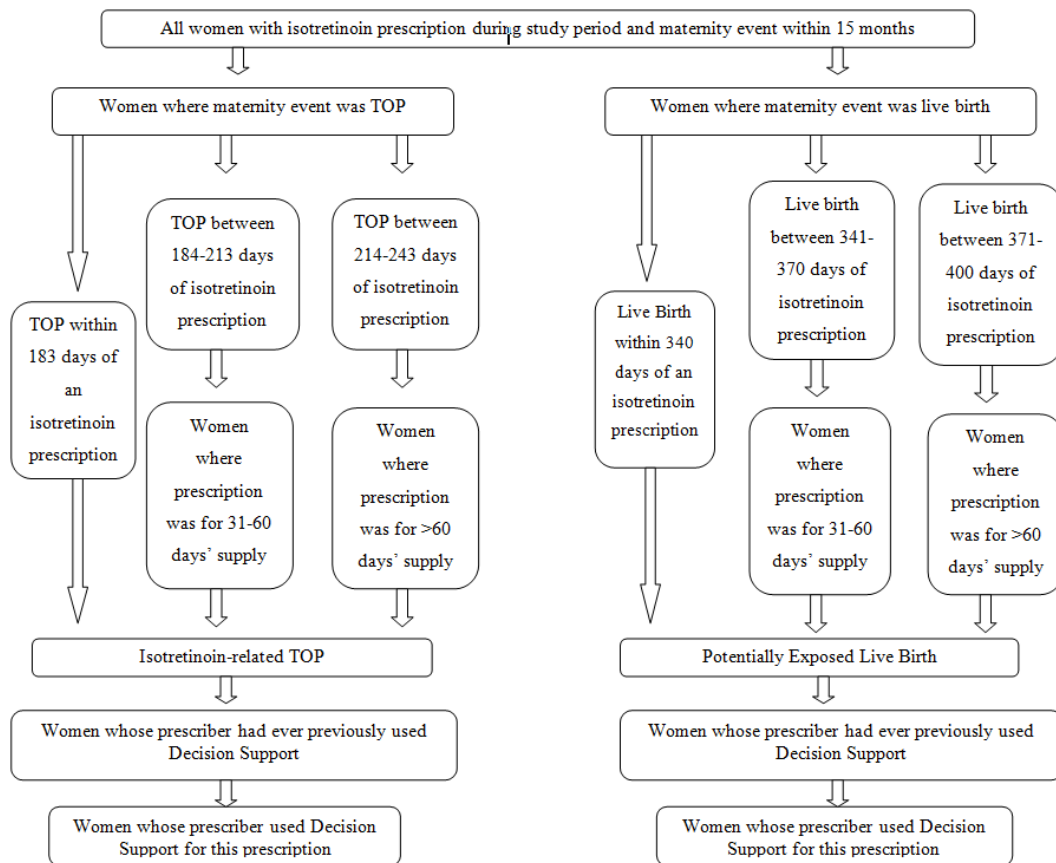 All women with isotretinoin prescription during study period and maternity event within 15 months
Women where maternity event was TOP
Women where maternity event was live birth
TOP within
183 days of
an
isotretinoin
prescription
TOP between
184-213 days
of isotretinoin
prescription
TOP between
214-243 days
of isotretinoin
prescription
Women
where
prescription
was for 31-60
days’ supply
Women
where
prescription
was for >60
days’ supply
Live Birth
within 340
days of an
isotretinoin
prescription
Live birth
between 341-
370 days of
isotretinoin
prescription
Live birth
between 371-
400 days of
isotretinoin
prescription
Women
where
prescription
was for 31-60
days’ supply
Women
where
prescription
was for >60
days’ supply
Isotretinoin-related TOP
Potentially Exposed Live Birth
Women whose prescriber had ever previously used
Decision Support
Women whose prescriber had ever previously used
Decision Support
Women whose prescriber used Decision
Support for this prescription
Women whose prescriber used Decision
Support for this prescription